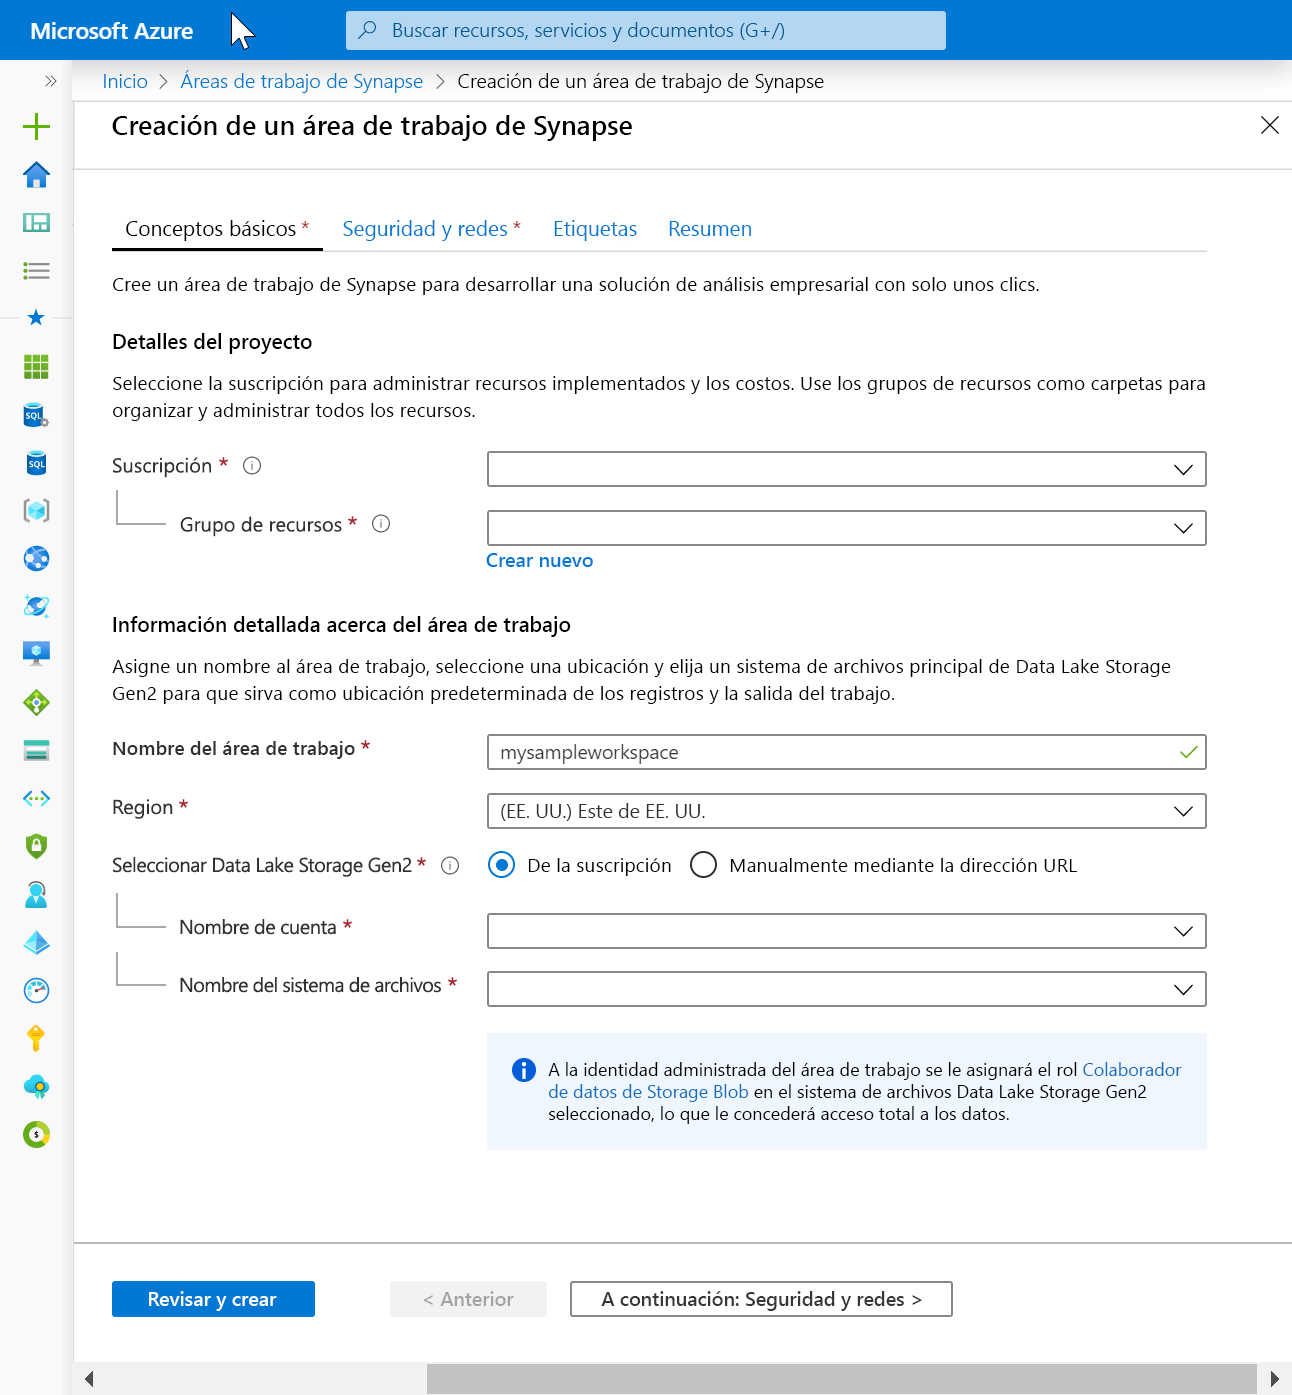 Microsoft Azure
Buscar recursos, servicios y documentos (G+/)
Inicio > Áreas de trabajo de Synapse > Creación de un área de trabajo de Synapse
Creación de un área de trabajo de Synapse
Conceptos básicos * Seguridad y redes * Etiquetas Resumen
Cree un área de trabajo de Synapse para desarrollar una solución de análisis empresarial con solo unos clics.
Detalles del proyecto
Seleccione la suscripción para administrar recursos implementados y los costos. Use los grupos de recursos como carpetas para
organizar y administrar todos los recursos.
Suscripción *
Grupo de recursos *
Crear nuevo
Información detallada acerca del área de trabajo
Asigne un nombre al área de trabajo, seleccione una ubicación y elija un sistema de archivos principal de Data Lake Storage
Gen2 para que sirva como ubicación predeterminada de los registros y la salida del trabajo.
Nombre del área de trabajo * mysampleworkspace
Region * (EE. UU.) Este de EE. UU.
Seleccionar Data Lake Storage Gen2 * De la suscripción Manualmente mediante la dirección URL
Nombre de cuenta *
Nombre del sistema de archivos *
A la identidad administrada del área de trabajo se le asignará el rol Colaborador
de datos de Storage Blob en el sistema de archivos Data Lake Storage Gen2
seleccionado, lo que le concederá acceso total a los datos.
Revisar y crear < Anterior A continuación: Seguridad y redes >
SQL
SQL